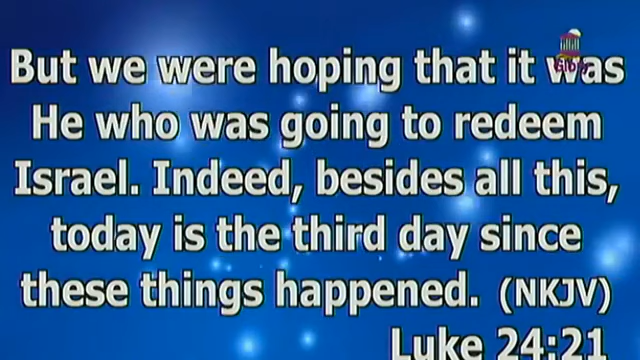 But we were hoping that it was
He who was going to redeem
Israel. Indeed, besides all this,
today is the third day since
these things happened. (NKJV)
Luke 24:21